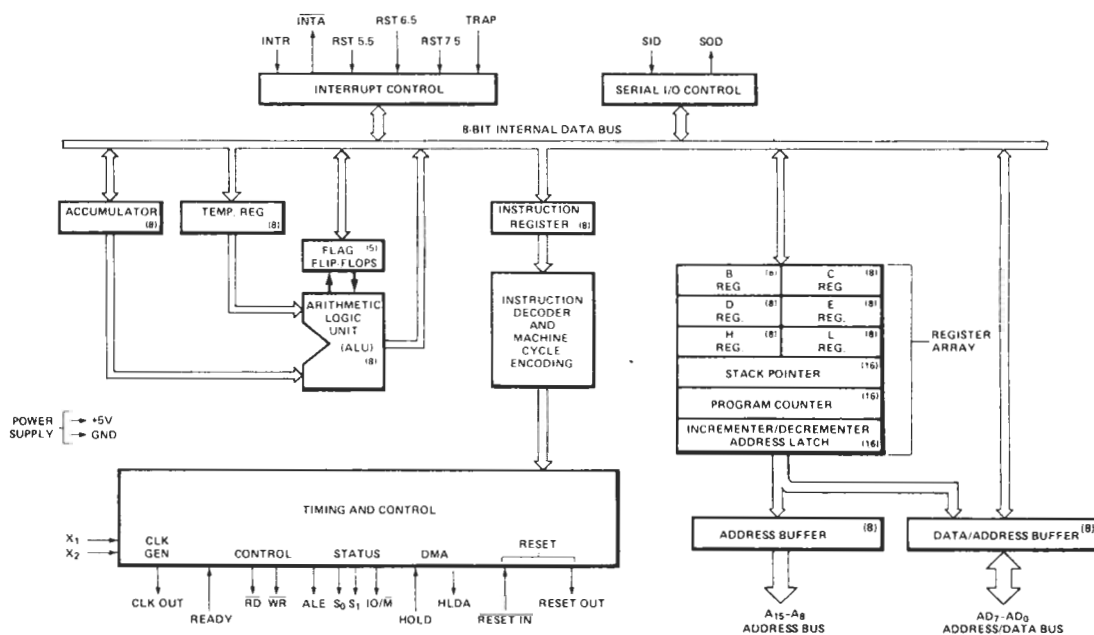 INTR
INTA
RST 5.5
RST 6.5
RST 7.5
TRAP
INTERRUPT CONTROL
SID
SOD
SERIAL I/O CONTROL
8-BIT INTERNAL DATA BUS
ACCUMULATOR
(8)
TEMP. REG
(8)
FLAG (5)
FLIP-FLOPS
ARITHMETIC
LOGIC
UNIT
(ALU)
(8)
INSTRUCTION
REGISTER (8)
INSTRUCTION
DECODER
AND
MACHINE
CYCLE
ENCODING
B (8)
REG
C (8)
REG
D (8)
REG.
E (8)
REG.
H (8)
REG.
L (8)
REG.
STACK POINTER (16)
PROGRAM COUNTER (16)
INCREMENTER/DECREMENTER
ADDRESS LATCH (16)
REGISTER
ARRAY
POWER
SUPPLY
+5V
GND
TIMING AND CONTROL
X1
X2
CLK
GEN
CONTROL
STATUS
DMA
RESET
CLK OUT
READY
RD
WR
ALE
S0
S1
IO/M
HOLD
HLDA
RESET IN
RESET OUT
ADDRESS BUFFER (8)
DATA/ADDRESS BUFFER (8)
A15-A8
ADDRESS BUS
AD7-AD0
ADDRESS/DATA BUS